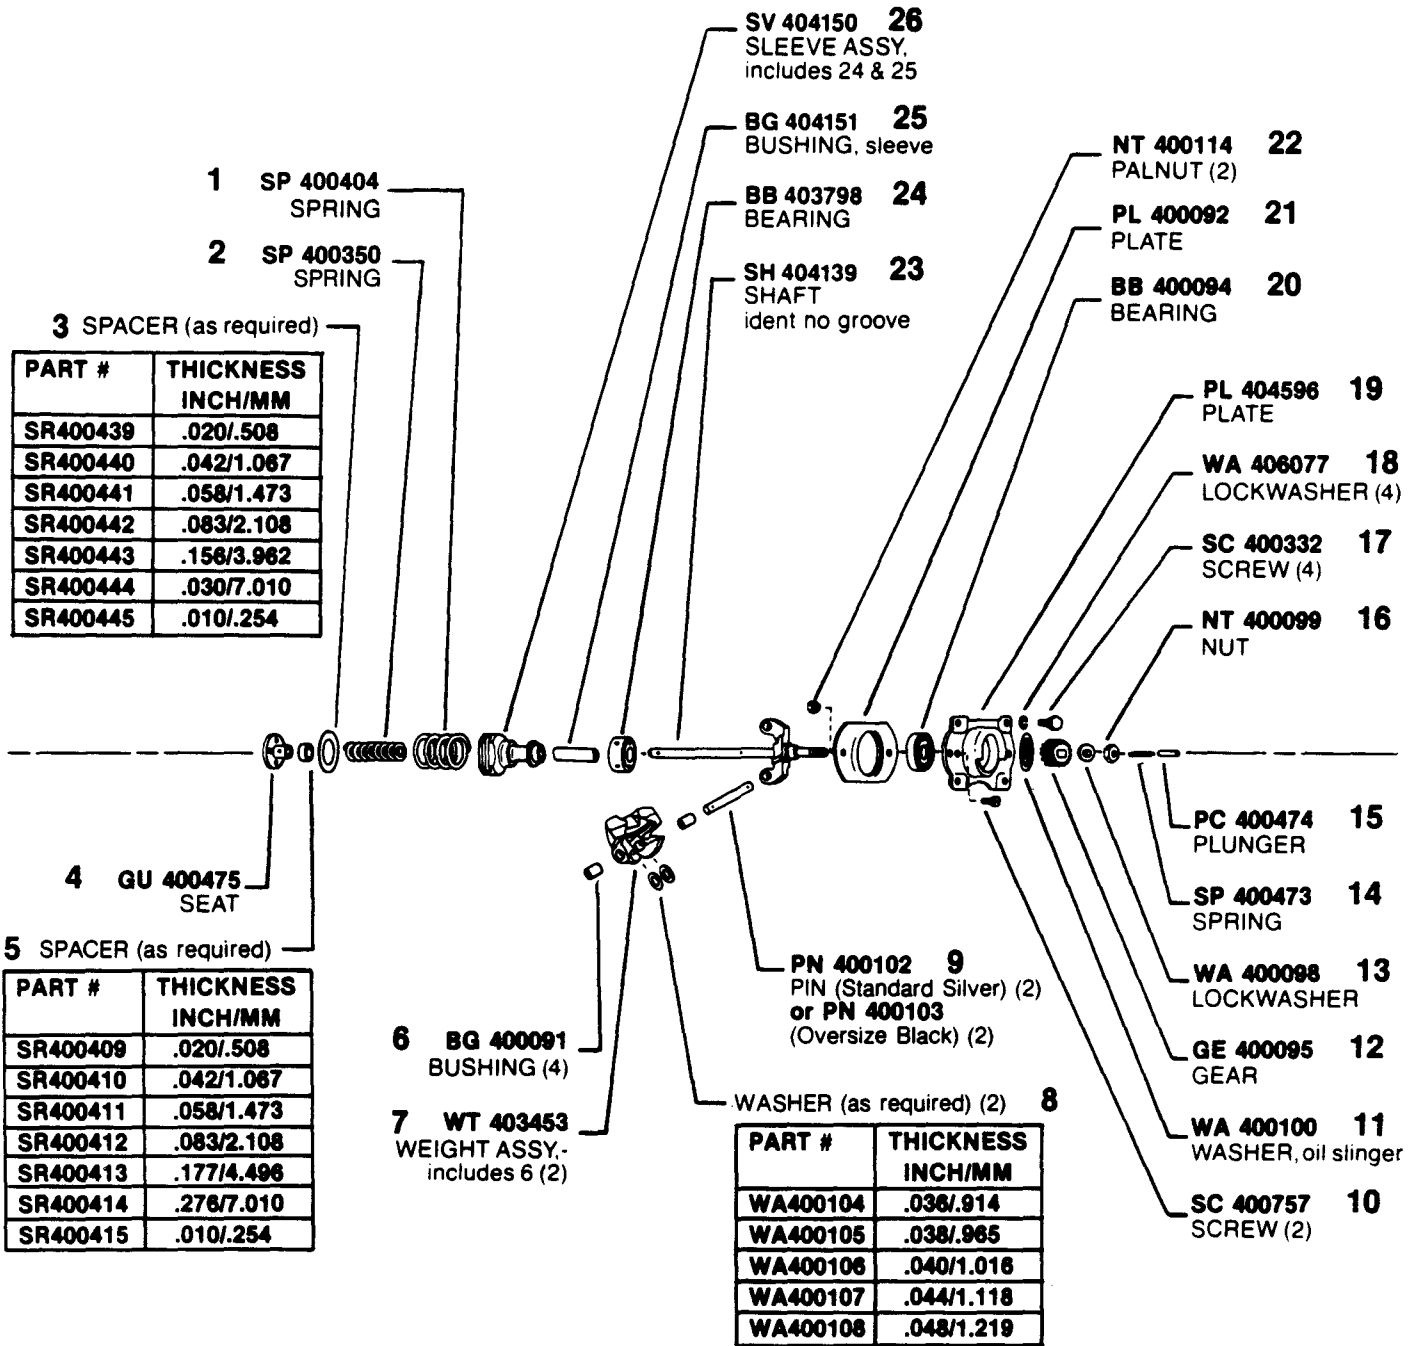 SV 404150 26
SLEEVE ASSY,
includes 24 & 25
BG 404151 25
BUSHING, sleeve
BB 403798 24
BEARING
SH 404139 23
SHAFT
ident no groove
NT 400114 22
PALNUT (2)
PL 400092 21
PLATE
BB 400094 20
BEARING
PL 404596 19
PLATE
WA 406077 18
LOCKWASHER (4)
SC 400332 17
SCREW (4)
NT 400099 16
NUT
1 SP 400404
SPRING
2 SP 400350
SPRING
3 SPACER (as required)
PART # THICKNESS
INCH/MM
SR400439 .020/.508
SR400440 .042/1.067
SR400441 .058/1.473
SR400442 .083/2.108
SR400443 .156/3.962
SR400444 .030/7.010
SR400445 .010/.254
4 GU 400475
SEAT
5 SPACER (as required)
PART # THICKNESS
INCH/MM
SR400409 .020/.508
SR400410 .042/1.067
SR400411 .058/1.473
SR400412 .083/2.108
SR400413 .177/4.496
SR400414 .276/7.010
SR400415 .010/.254
6 BG 400091
BUSHING (4)
7 WT 403453
WEIGHT ASSY,-
includes 6 (2)
PN 400102 9
PIN (Standard Silver) (2)
or PN 400103
(Oversize Black) (2)
WASHER (as required) (2) 8
PART # THICKNESS
INCH/MM
WA400104 .036/.914
WA400105 .038/.965
WA400106 .040/1.016
WA400107 .044/1.118
WA400108 .048/1.219
PC 400474 15
PLUNGER
SP 400473 14
SPRING
WA 400098 13
LOCKWASHER
GE 400095 12
GEAR
WA 400100 11
WASHER, oil slinger
SC 400757 10
SCREW (2)